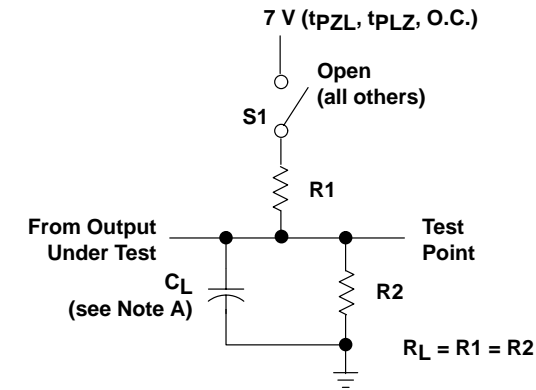 7 V (tPZL, tPLZ, O.C.)
Open
(all others)
S1
R1
From Output
Under Test
Test
Point
CL
(see Note A)
R2
RL = R1 = R2